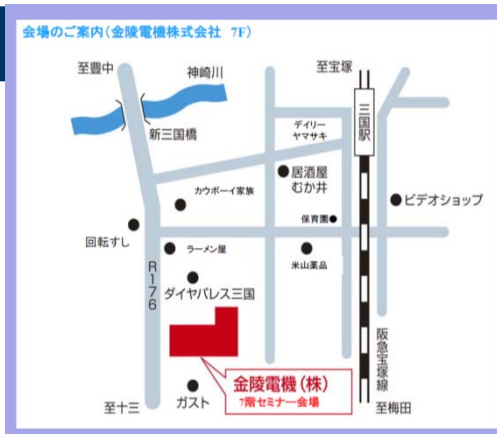 会場のご案内(金陵電機株式会社 7F)
至豊中
神崎川
至宝塚
新三国橋
デイリー
ヤマサキ
三国駅
居酒屋
むか井
カウボーイ家族
ビデオショップ
保育園
回転すし
ラーメン屋
米山薬品
R176
ダイヤパレス三国
阪急宝塚線
金陵電機(株)
7階セミナー会場
ガスト
至十三
至梅田